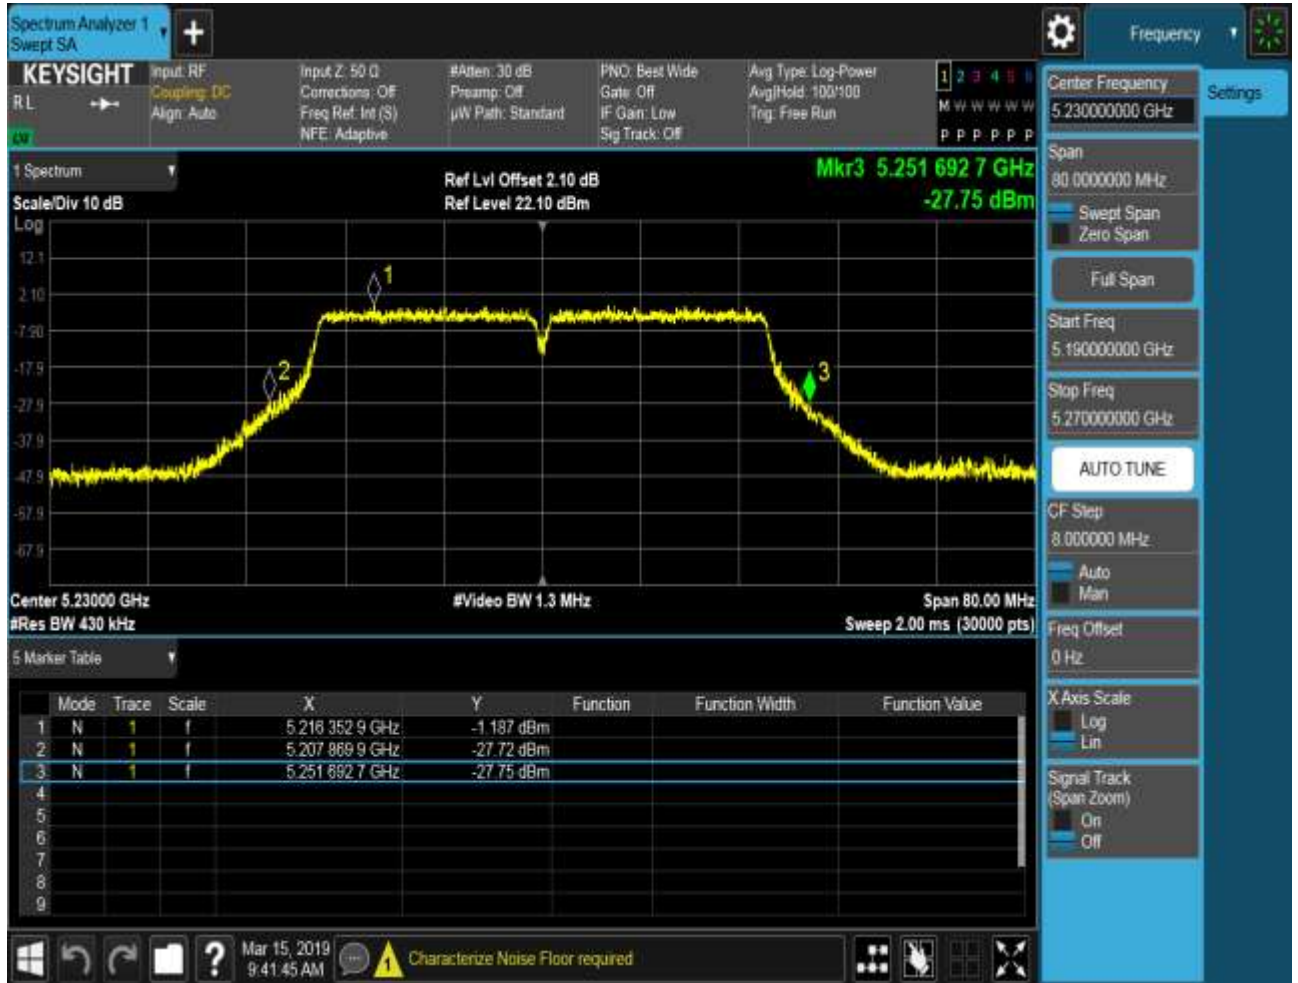 Spectrum Analyzer 1
Swept SA
+
Frequency
KEYSIGHT
RL
Input: RF
Coupling: DC
Align: Auto
Input Z: 50 Ω
Corrections: Off
Freq Ref: Int (S)
NFE: Adaptive
#Atten: 30 dB
Preamp: Off
µW Path: Standard
PNO: Best Wide
Gate: Off
IF Gain: Low
Sig Track: Off
Avg Type: Log-Power
Avg|Hold: 100/100
Trig: Free Run
1 2 3 4 5 6
M W W W W W
P P P P P P
1 Spectrum
Scale/Div 10 dB
Ref Lvl Offset 2.10 dB
Ref Level 22.10 dBm
Mkr3 5.251 692 7 GHz
-27.75 dBm
Log
12.1
2.10
-7.90
-17.9
-27.9
-37.9
-47.9
-57.9
-67.9
1
2
3
Center 5.23000 GHz
#Video BW 1.3 MHz
Span 80.00 MHz
#Res BW 430 kHz
Sweep 2.00 ms (30000 pts)
5 Marker Table
Mode Trace Scale X Y Function Function Width Function Value
1 N 1 f 5.216 352 9 GHz -1.187 dBm
2 N 1 f 5.207 869 9 GHz -27.72 dBm
3 N 1 f 5.251 692 7 GHz -27.75 dBm
4
5
6
7
8
9
Mar 15, 2019
9:41:45 AM
?
1
Characterize Noise Floor required
Center Frequency
5.230000000 GHz
Settings
Span
80.0000000 MHz
Swept Span
Zero Span
Full Span
Start Freq
5.190000000 GHz
Stop Freq
5.270000000 GHz
AUTO TUNE
CF Step
8.000000 MHz
Auto
Man
Freq Offset
0 Hz
X Axis Scale
Log
Lin
Signal Track
(Span Zoom)
On
Off